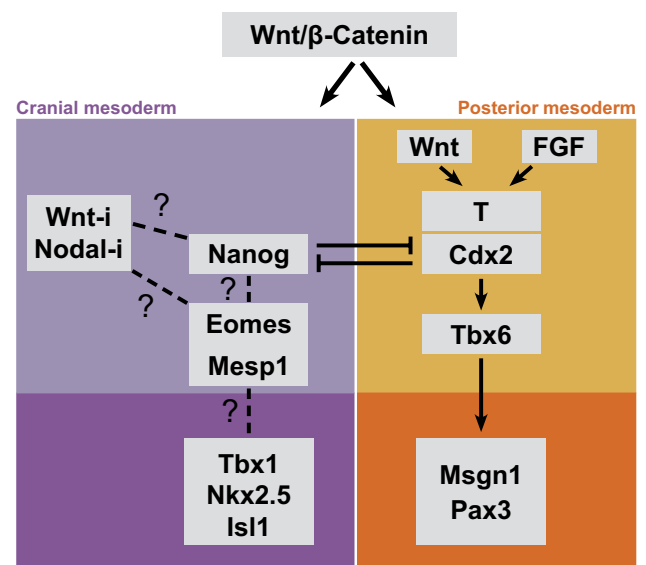 Wnt/β-Catenin
Cranial mesoderm
Posterior mesoderm
Wnt
FGF
Wnt-i
Nodal-i
?
?
Nanog
T
Cdx2
?
Eomes
Mesp1
Tbx6
?
Tbx1
Nkx2.5
Isl1
Msgn1
Pax3